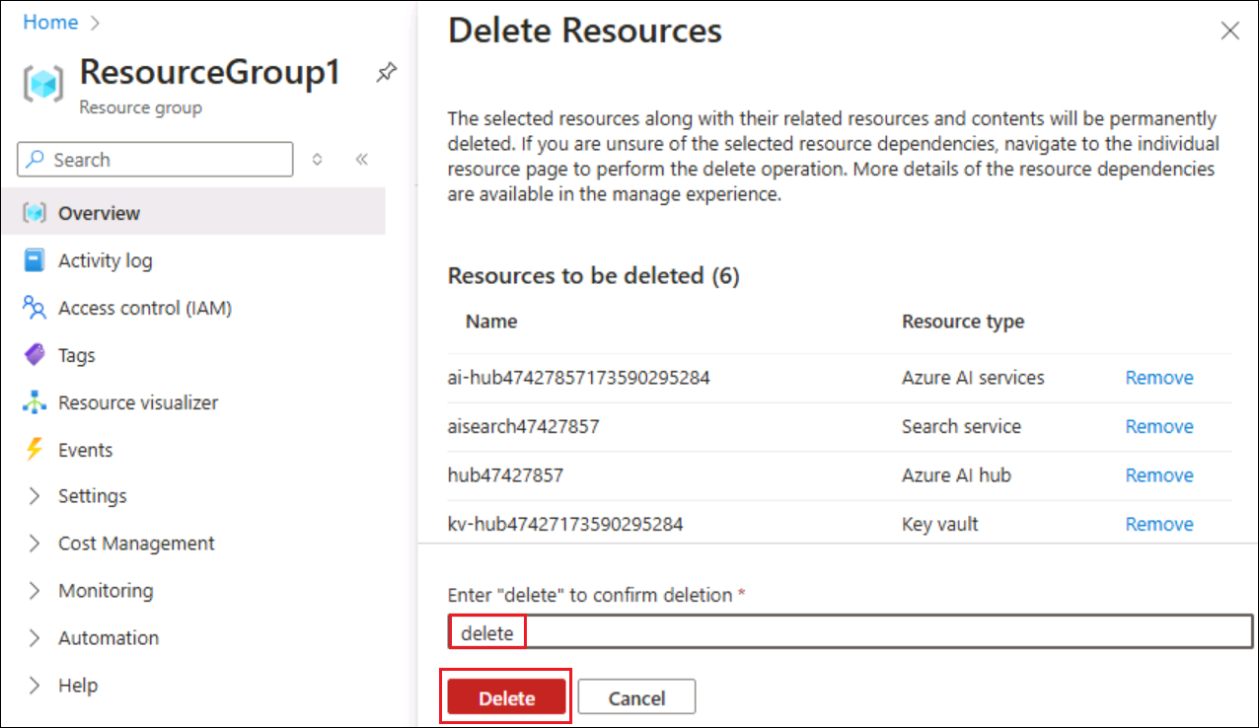 Home
ResourceGroup1
Resource group
Search
Overview
Activity log
Access control (IAM)
Tags
Resource visualizer
Events
Settings
Cost Management
Monitoring
Automation
Help
Delete Resources
The selected resources along with their related resources and contents will be permanently
deleted. If you are unsure of the selected resource dependencies, navigate to the individual
resource page to perform the delete operation. More details of the resource dependencies
are available in the manage experience.
Resources to be deleted (6)
Name Resource type
ai-hub47427857173590295284 Azure AI services Remove
aisearch47427857 Search service Remove
hub47427857 Azure AI hub Remove
kv-hub47427173590295284 Key vault Remove
Enter "delete" to confirm deletion *
delete
Delete Cancel